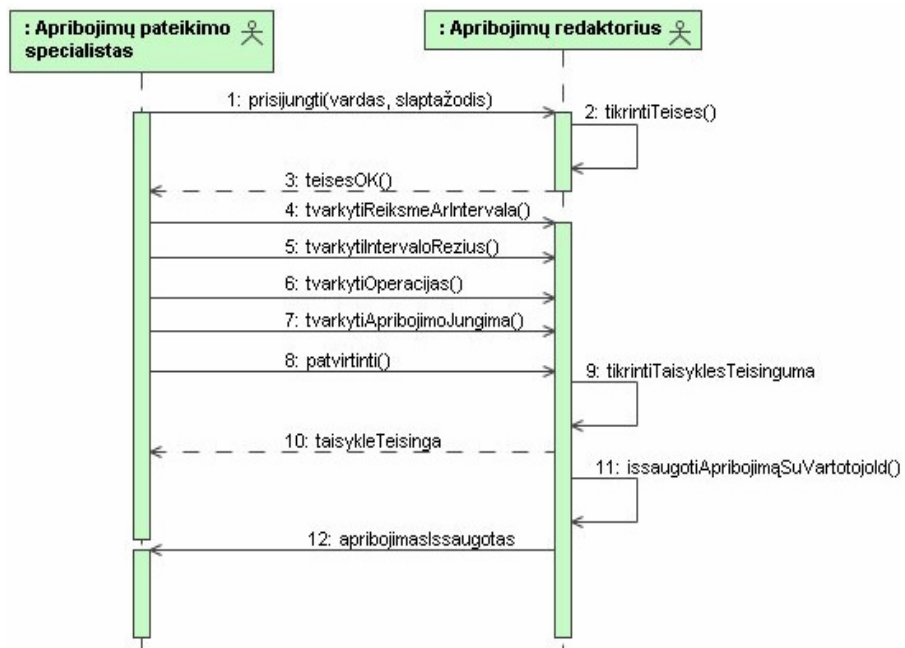 : Apribojimų pateikimo
specialistas
: Apribojimų redaktorius
1: prisijungti(vardas, slaptažodis)
2: tikrintiTeises()
3: teisesOK()
4: tvarkytiReiksmeArIntervala()
5: tvarkytiIntervaloRezius()
6: tvarkytiOperacijas()
7: tvarkytiApribojimoJungima()
8: patvirtinti()
9: tikrintiTaisyklesTeisinguma
10: taisykleTeisinga
11: issaugotiApribojimąSuVartotojoId()
12: apribojimasIssaugotas